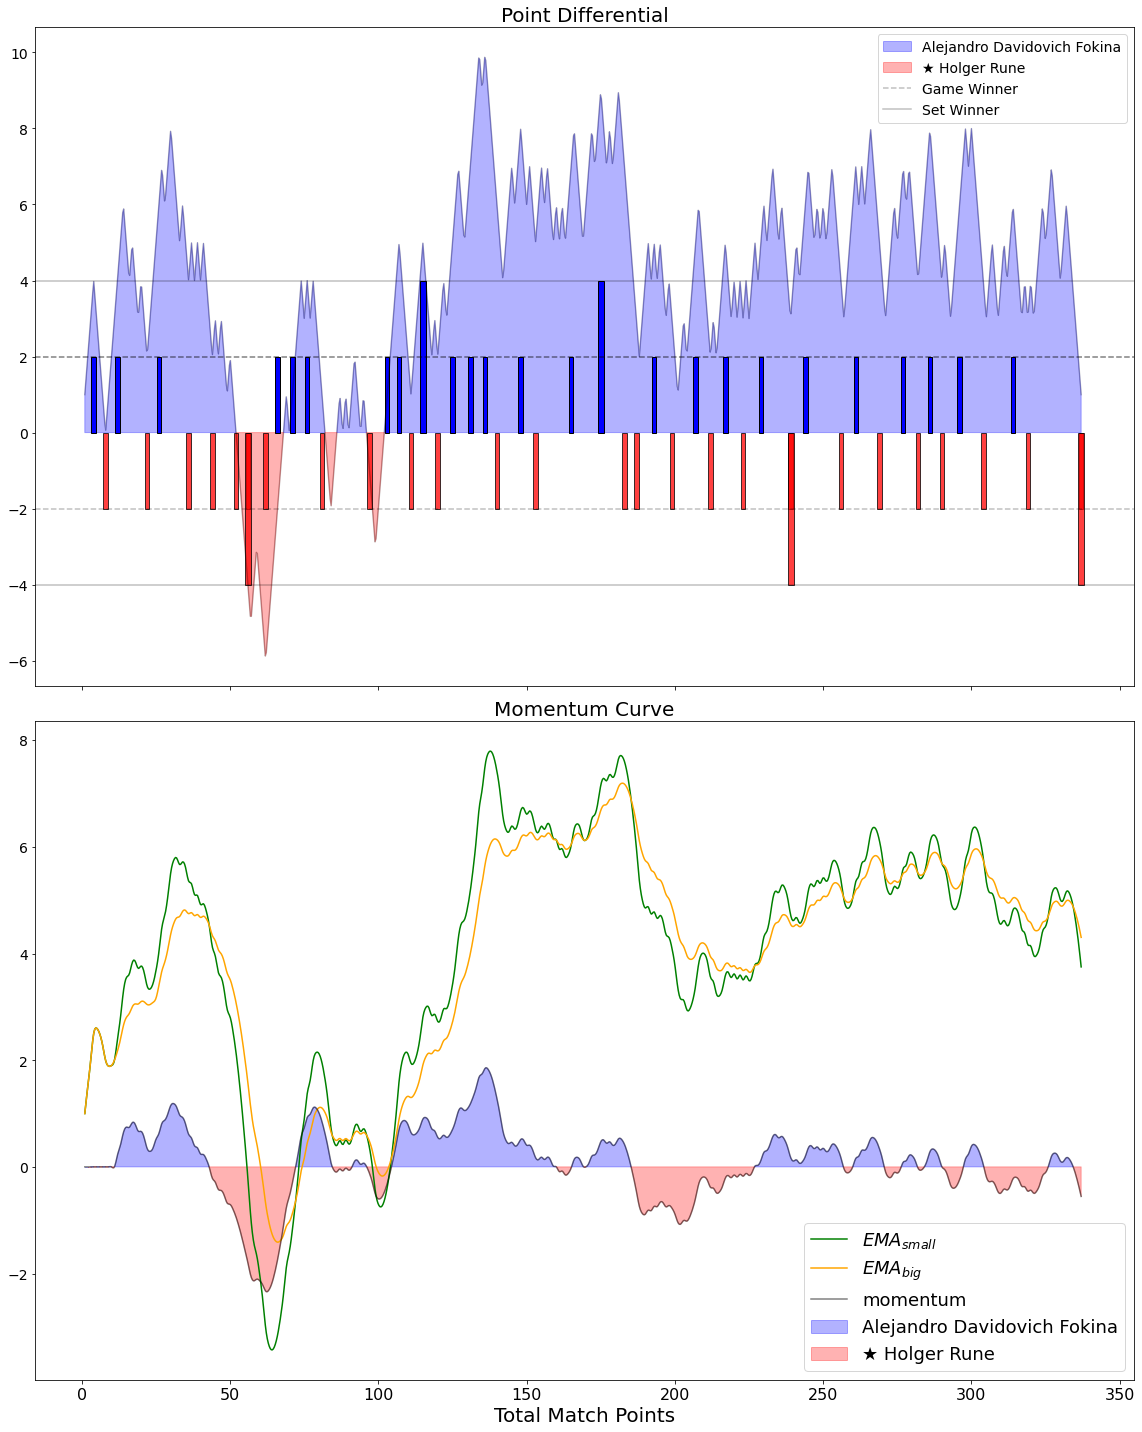 Point Differential
Alejandro Davidovich Fokina
★ Holger Rune
Game Winner
Set Winner
10
8
6
4
2
0
−2
−4
−6
Momentum Curve
8
6
4
2
0
−2
EMA_small
EMA_big
momentum
Alejandro Davidovich Fokina
★ Holger Rune
0 50 100 150 200 250 300 350
Total Match Points